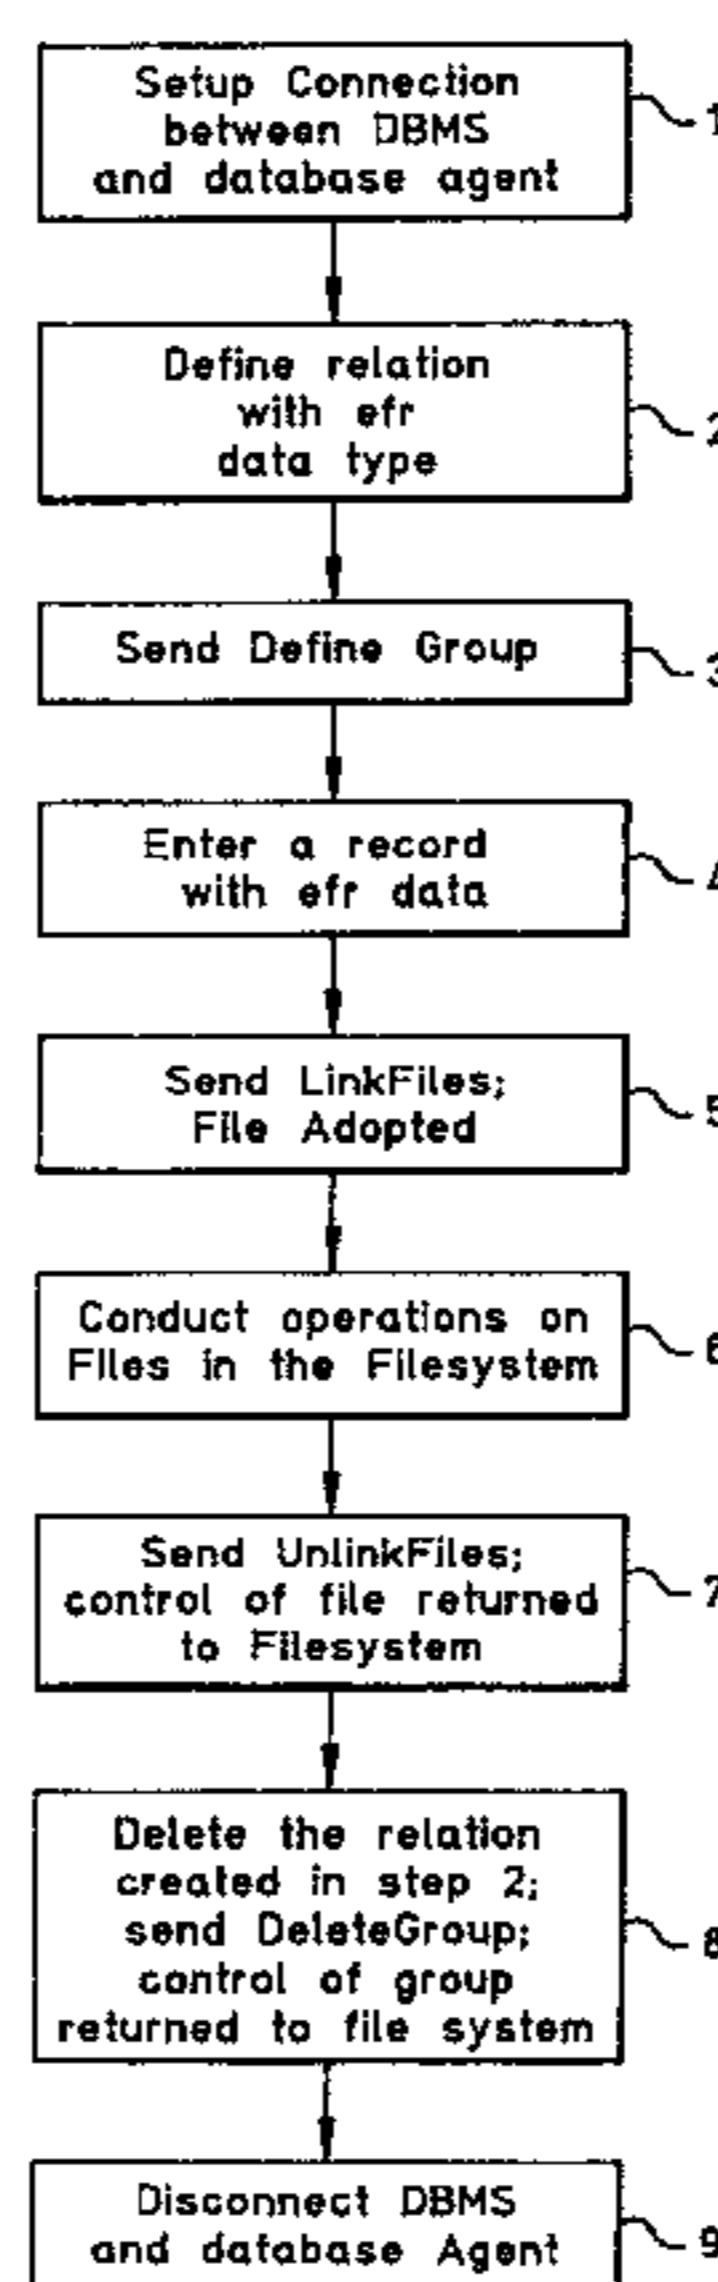 Setup Connection
between DBMS
and database agent
1
Define relation
with efr
data type
2
Send Define Group
3
Enter a record
with efr data
4
Send LinkFiles;
File Adopted
5
Conduct operations on
Files in the Filesystem
6
Send UnlinkFiles;
control of file returned
to Filesystem
7
Delete the relation
created in step 2;
send DeleteGroup;
control of group
returned to file system
8
Disconnect DBMS
and database Agent
9